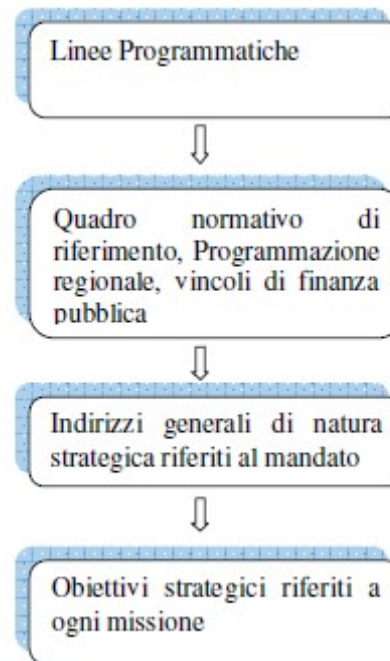 Linee Programmatiche
Quadro normativo di
riferimento, Programmazione
regionale, vincoli di finanza
pubblica
Indirizzi generali di natura
strategica riferiti al mandato
Obiettivi strategici riferiti a
ogni missione